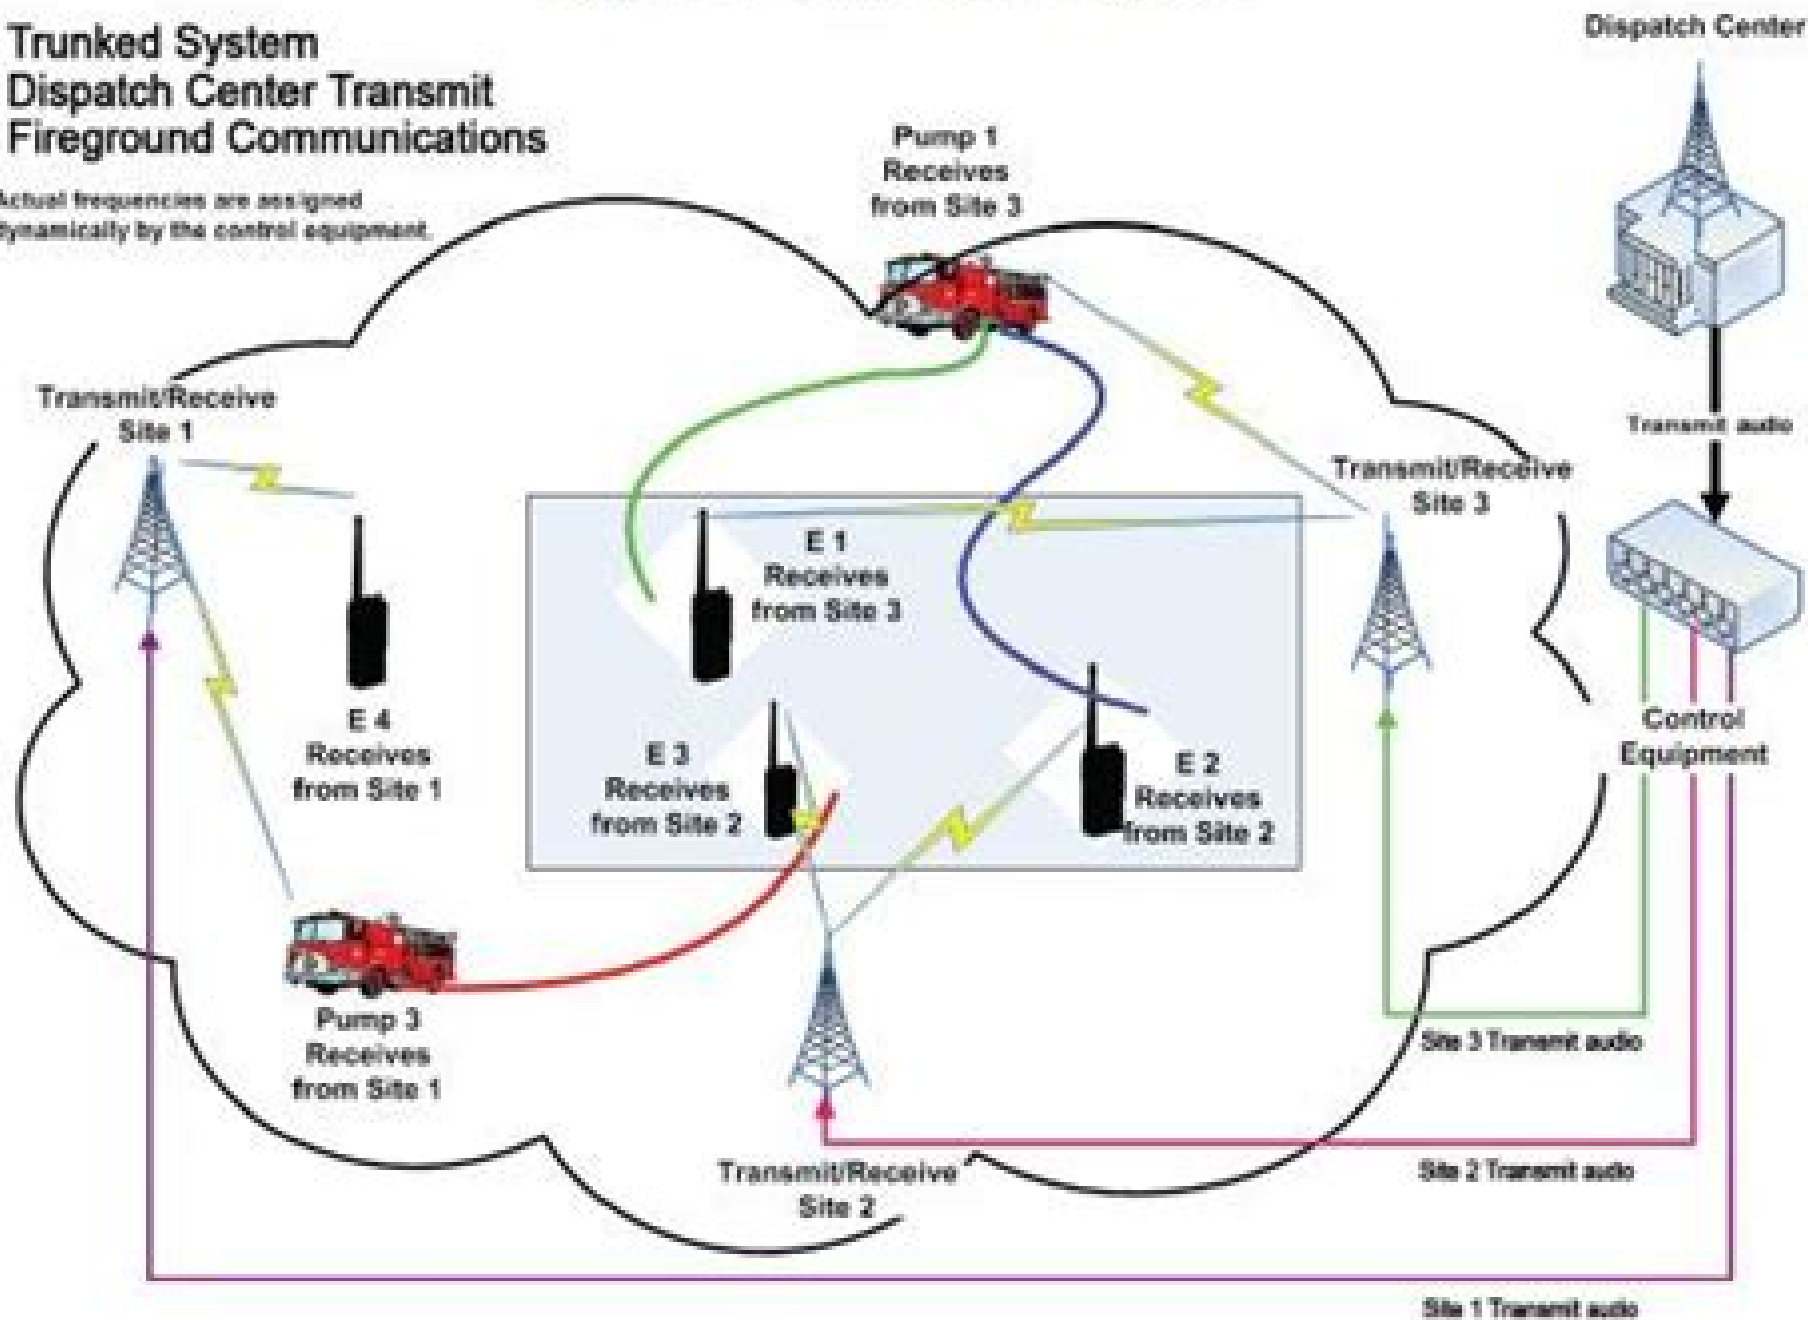 Trunked System
Dispatch Center Transmit
Fireground Communications
Actual frequencies are assigned
dynamically by the control equipment.
Dispatch Center
Pump 1
Receives
from Site 3
Transmit/Receive
Site 1
Transmit audio
Transmit/Receive
Site 3
E 1
Receives
from Site 3
E 4
Receives
from Site 1
E 3
Receives
from Site 2
E 2
Receives
from Site 2
Control
Equipment
Pump 3
Receives
from Site 1
Site 3 Transmit audio
Transmit/Receive
Site 2
Site 2 Transmit audo
Site 1 Transmit audo